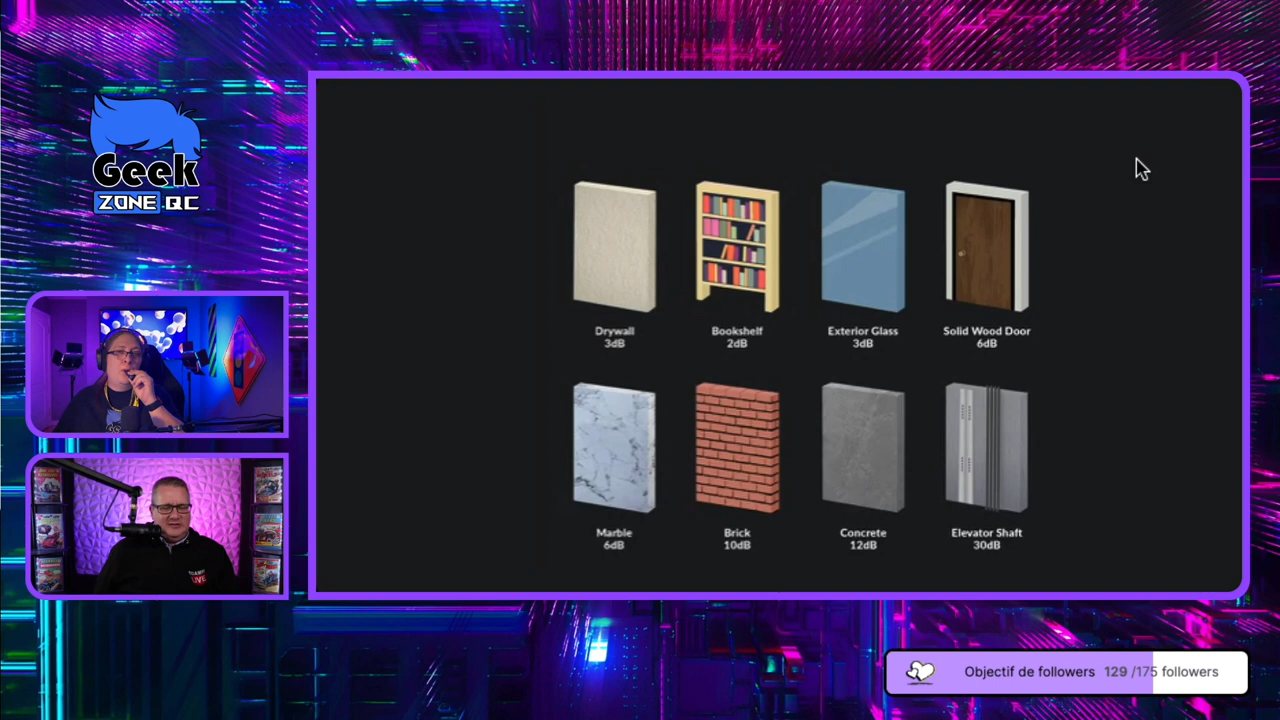 Geek
ZONE QC
Drywall
3dB
Bookshelf
2dB
Exterior Glass
3dB
Solid Wood Door
6dB
Marble
6dB
Brick
10dB
Concrete
12dB
Elevator Shaft
30dB
LIVE
Objectif de followers 129 /175 followers